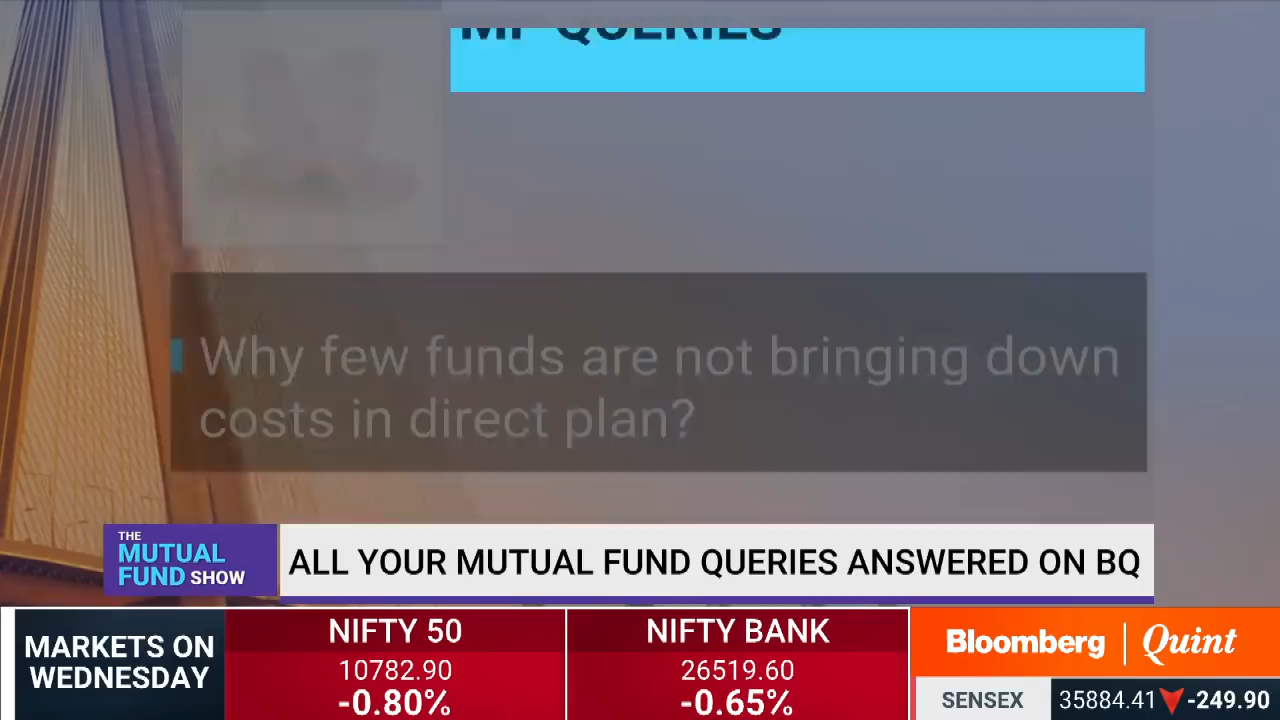 MF QUERIES
Why few funds are not bringing down
costs in direct plan?
THE
MUTUAL
FUND SHOW
ALL YOUR MUTUAL FUND QUERIES ANSWERED ON BQ
MARKETS ON
WEDNESDAY
NIFTY 50
10782.90
-0.80%
NIFTY BANK
26519.60
-0.65%
Bloomberg | Quint
SENSEX 35884.41 -249.90